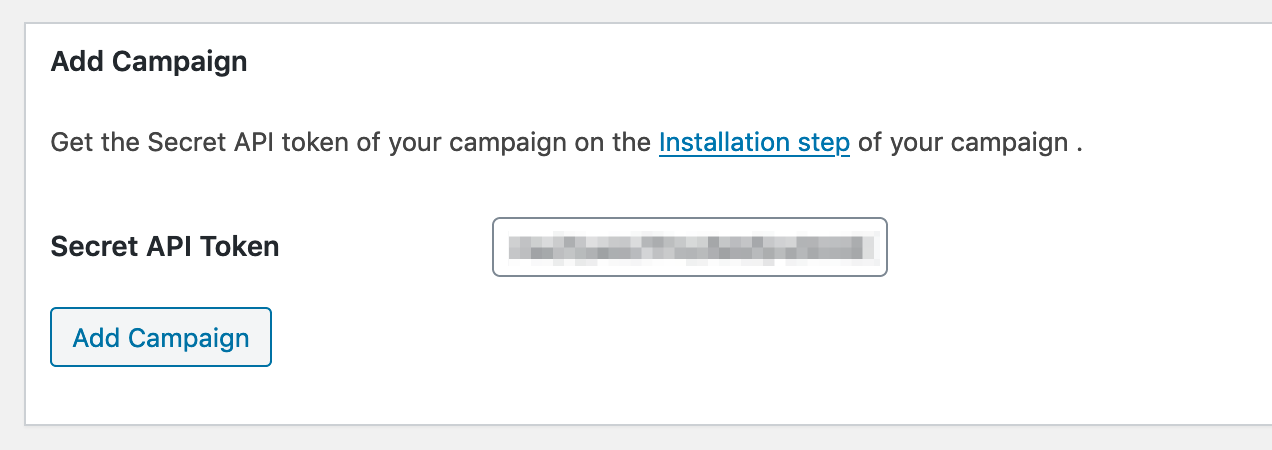 Add Campaign
Get the Secret API token of your campaign on the Installation step of your campaign .
Secret API Token
Add Campaign